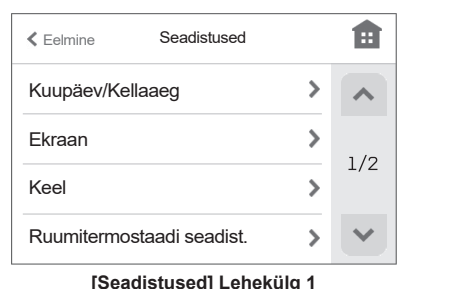 Eelmine Seadistused
Kuupäev/Kellaaeg
Ekraan
1/2
Keel
Ruumitermostaadi seadist.
[Seadistused] Lehekülg 1